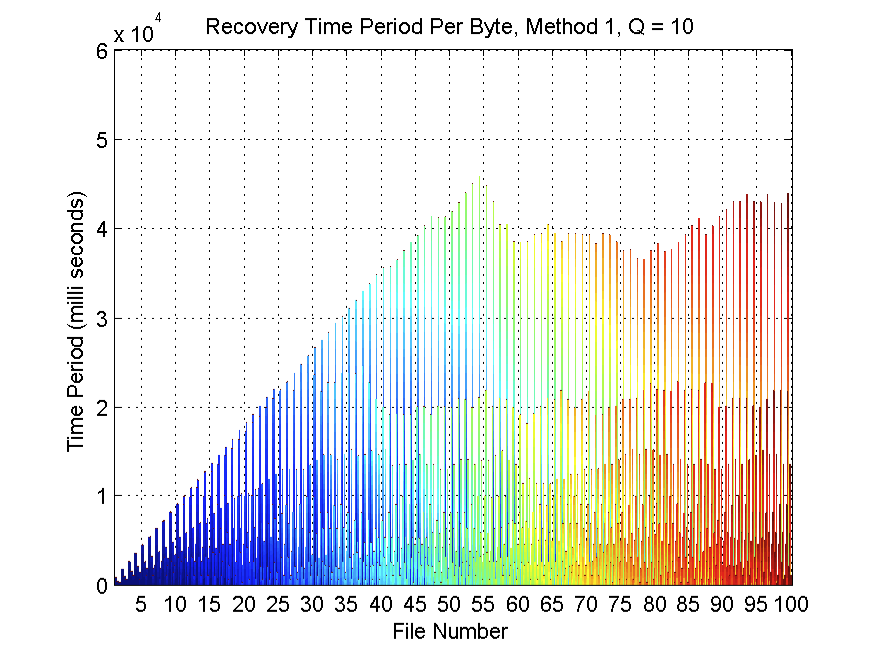 Recovery Time Period Per Byte, Method 1, Q = 10
x 10^4
6
5
4
3
2
1
0
Time Period (milli seconds)
5 10 15 20 25 30 35 40 45 50 55 60 65 70 75 80 85 90 95 100
File Number